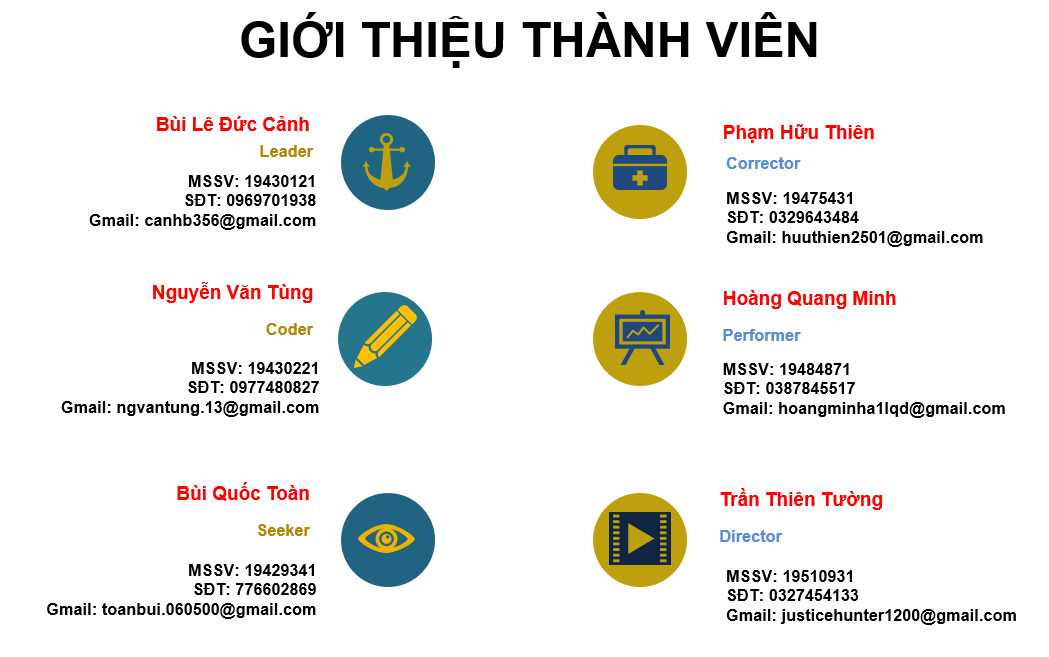 GIỚI THIỆU THÀNH VIÊN
Bùi Lê Đức Cảnh
Leader
MSSV: 19430121
SĐT: 0969701938
Gmail: canhb356@gmail.com
Phạm Hữu Thiên
Corrector
MSSV: 19475431
SĐT: 0329643484
Gmail: huuthien2501@gmail.com
Nguyễn Văn Tùng
Coder
MSSV: 19430221
SĐT: 0977480827
Gmail: ngvantung.13@gmail.com
Hoàng Quang Minh
Performer
MSSV: 19484871
SĐT: 0387845517
Gmail: hoangminha1lqd@gmail.com
Bùi Quốc Toàn
Seeker
MSSV: 19429341
SĐT: 776602869
Gmail: toanbui.060500@gmail.com
Trần Thiên Tường
Director
MSSV: 19510931
SĐT: 0327454133
Gmail: justicehunter1200@gmail.com